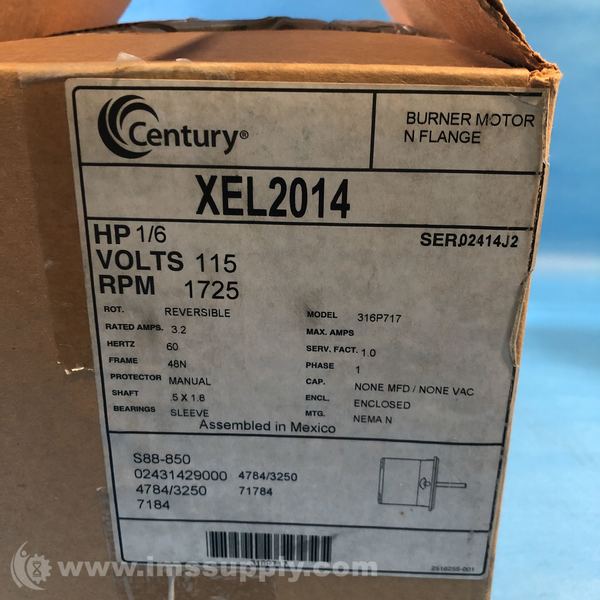 Century®
BURNER MOTOR
N FLANGE
XEL2014
HP 1/6
VOLTS 115
RPM 1725
SER. 02414J2
ROT. REVERSIBLE
RATED AMPS. 3.2
HERTZ 60
FRAME 48N
PROTECTOR MANUAL
SHAFT .5 X 1.8
BEARINGS SLEEVE
MODEL 316P717
MAX. AMPS
SERV. FACT. 1.0
PHASE 1
CAP. NONE MFD / NONE VAC
ENCL. ENCLOSED
MTG. NEMA N
Assembled in Mexico
S88-850
02431429000 4784/3250
4784/3250 71784
7184
2516255-001
www.imssupply.com